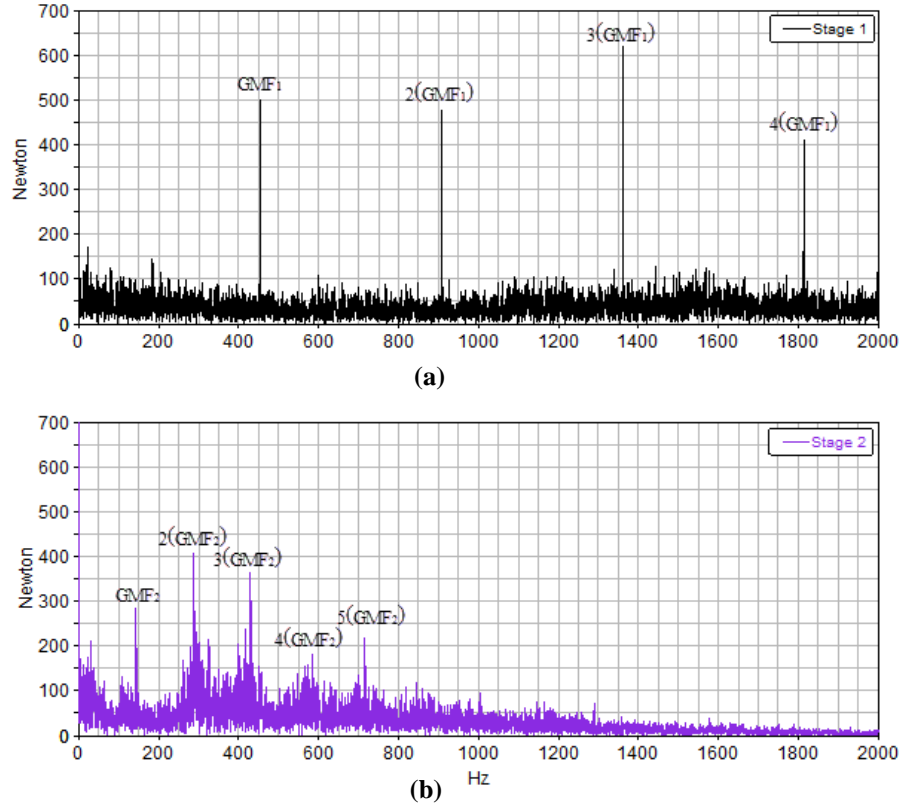 700
600
500
400
300
200
100
0
Newton
Stage 1
GMF₁
2(GMF₁)
3(GMF₁)
4(GMF₁)
0 200 400 600 800 1000 1200 1400 1600 1800 2000
(a)
700
600
500
400
300
200
100
0
Newton
Stage 2
GMF₂
2(GMF₂)
3(GMF₂)
4(GMF₂)
5(GMF₂)
0 200 400 600 800 1000 1200 1400 1600 1800 2000
Hz
(b)